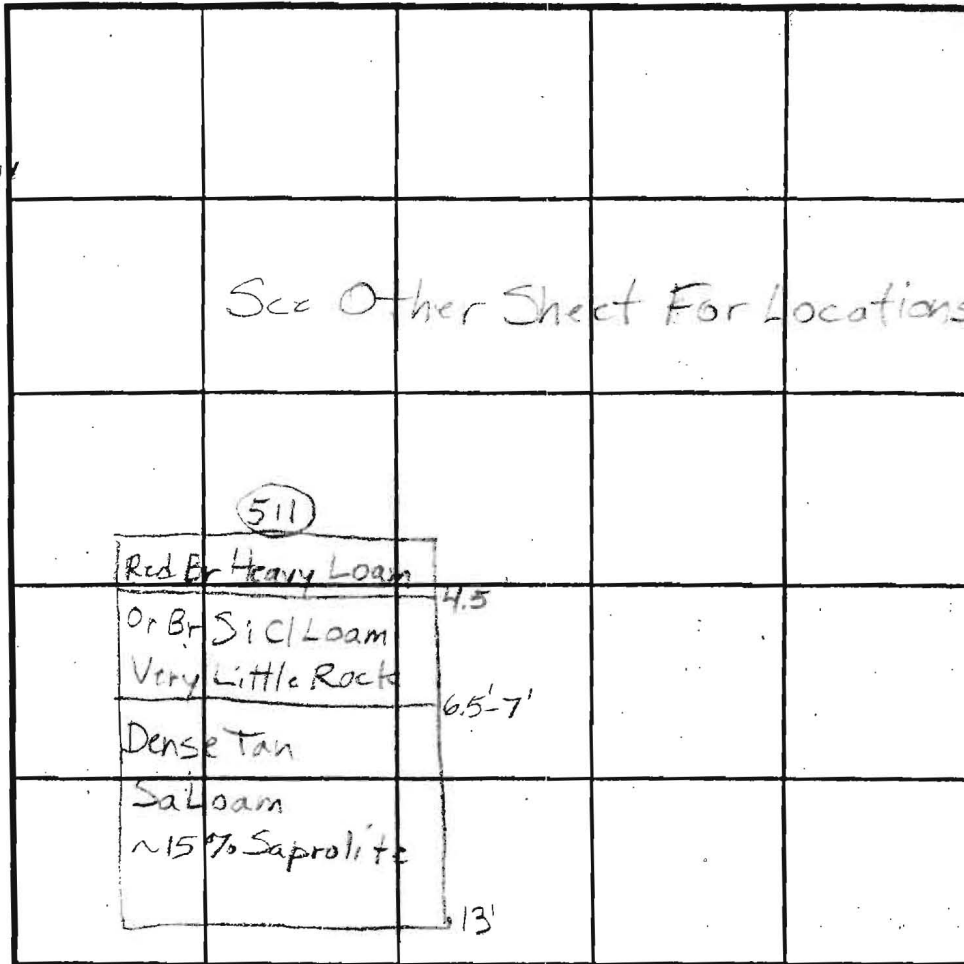 See Other Sheet For Locations
511
Red Br Heavy Loam
4.5
Or Br Si Cl Loam
Very Little Rock
6.5'-7'
Dense Tan
Sa Loam
~15% Saprolite
13'